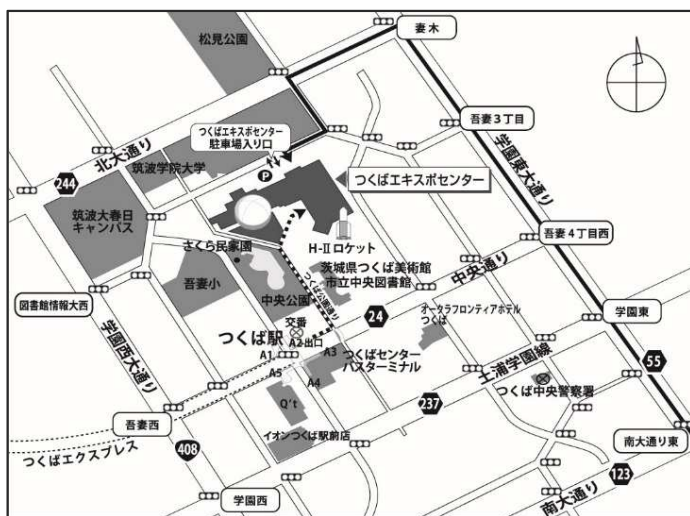 松見公園
妻木
つくばエキスポセンター
駐車場入り口
吾妻3丁目
北大通り
筑波学院大学
学園東大通り
244
P
つくばエキスポセンター
筑波大春日
キャンパス
吾妻4丁目西
さくら民家園
H-Ⅱロケット
中央通り
吾妻小
茨城県つくば美術館
市立中央図書館
つくば公園通り
中央公園
図書館情報大西
24
オークラフロンティアホテル
つくば
学園東
交番
つくば駅
A2出口
学園西大通り
A1
A3
つくばセンター
バスターミナル
土浦学園線
55
A5
A4
つくば中央警察署
Q't
237
吾妻西
南大通り東
つくばエクスプレス
408
イオンつくば駅前店
123
学園西
南大通り